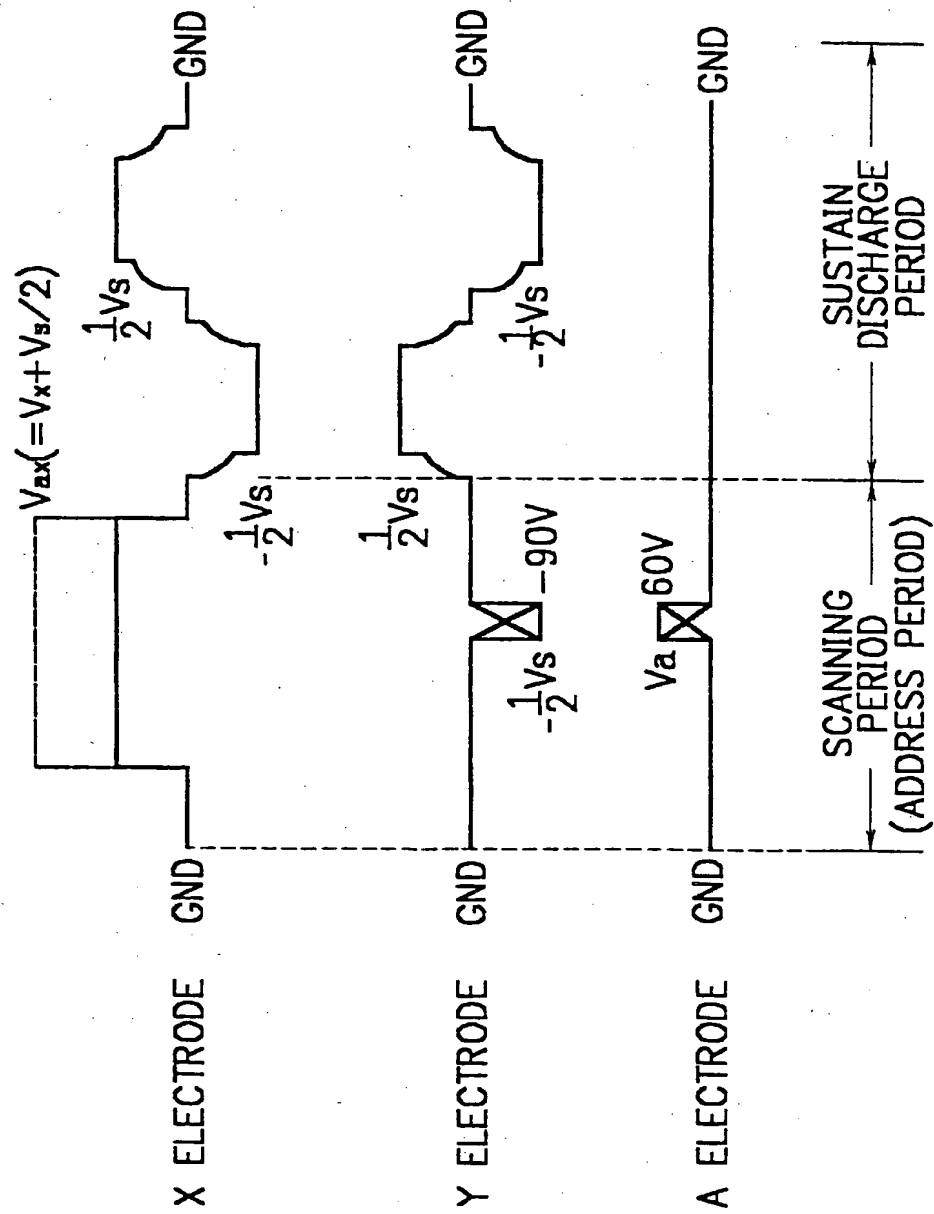 Vax(=Vx+Vs/2)
X ELECTRODE
GND
-1/2Vs
1/2Vs
GND
Y ELECTRODE
GND
-1/2Vs
-90V
1/2Vs
-1/2Vs
GND
A ELECTRODE
GND
Va
60V
GND
SCANNING
PERIOD
(ADDRESS PERIOD)
SUSTAIN
DISCHARGE
PERIOD